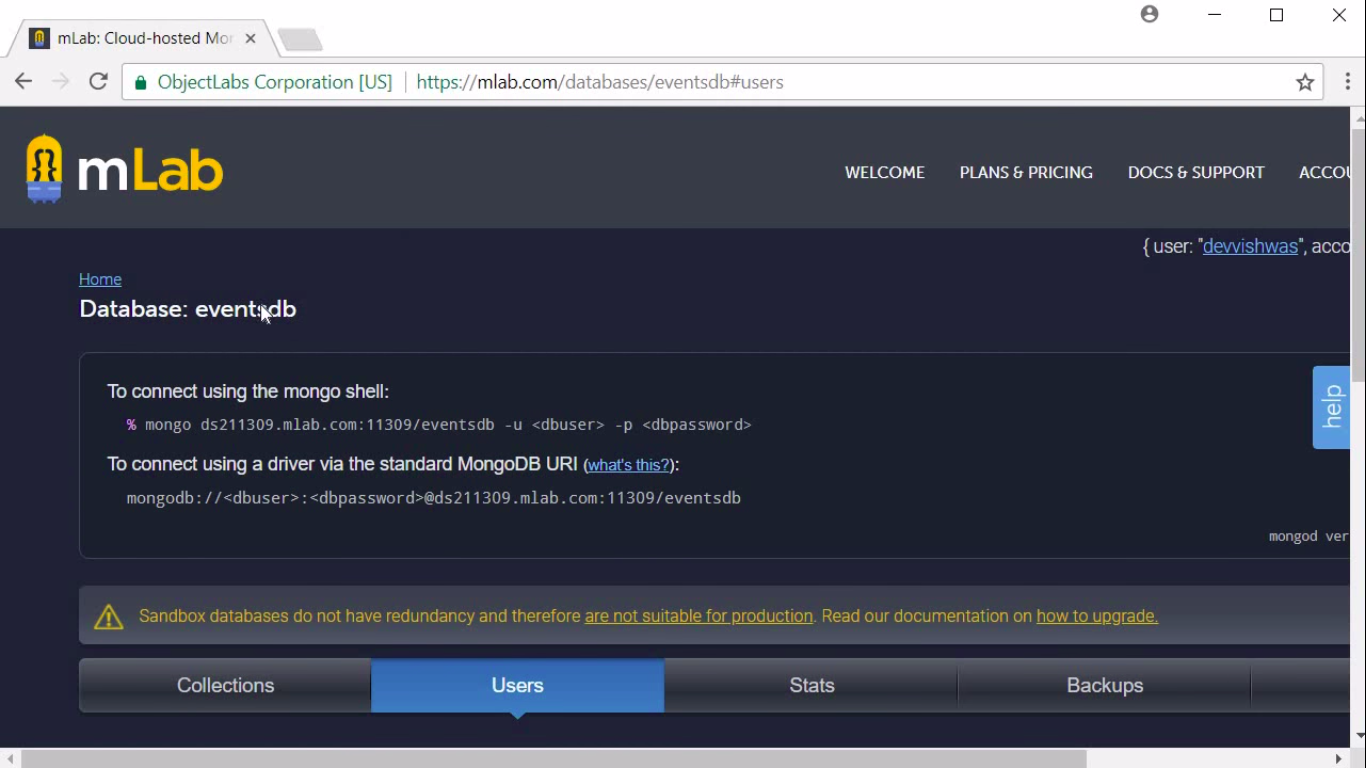 mLab: Cloud-hosted Mon
ObjectLabs Corporation [US]
https://mlab.com/databases/eventsdb#users
mLab
WELCOME
PLANS & PRICING
DOCS & SUPPORT
ACCOU
{ user: "devvishwas", acco
Home
Database: eventsdb
To connect using the mongo shell:
% mongo ds211309.mlab.com:11309/eventsdb -u <dbuser> -p <dbpassword>
To connect using a driver via the standard MongoDB URI (what's this?):
mongodb://<dbuser>:<dbpassword>@ds211309.mlab.com:11309/eventsdb
mongod ver
help
Sandbox databases do not have redundancy and therefore are not suitable for production. Read our documentation on how to upgrade.
Collections
Users
Stats
Backups